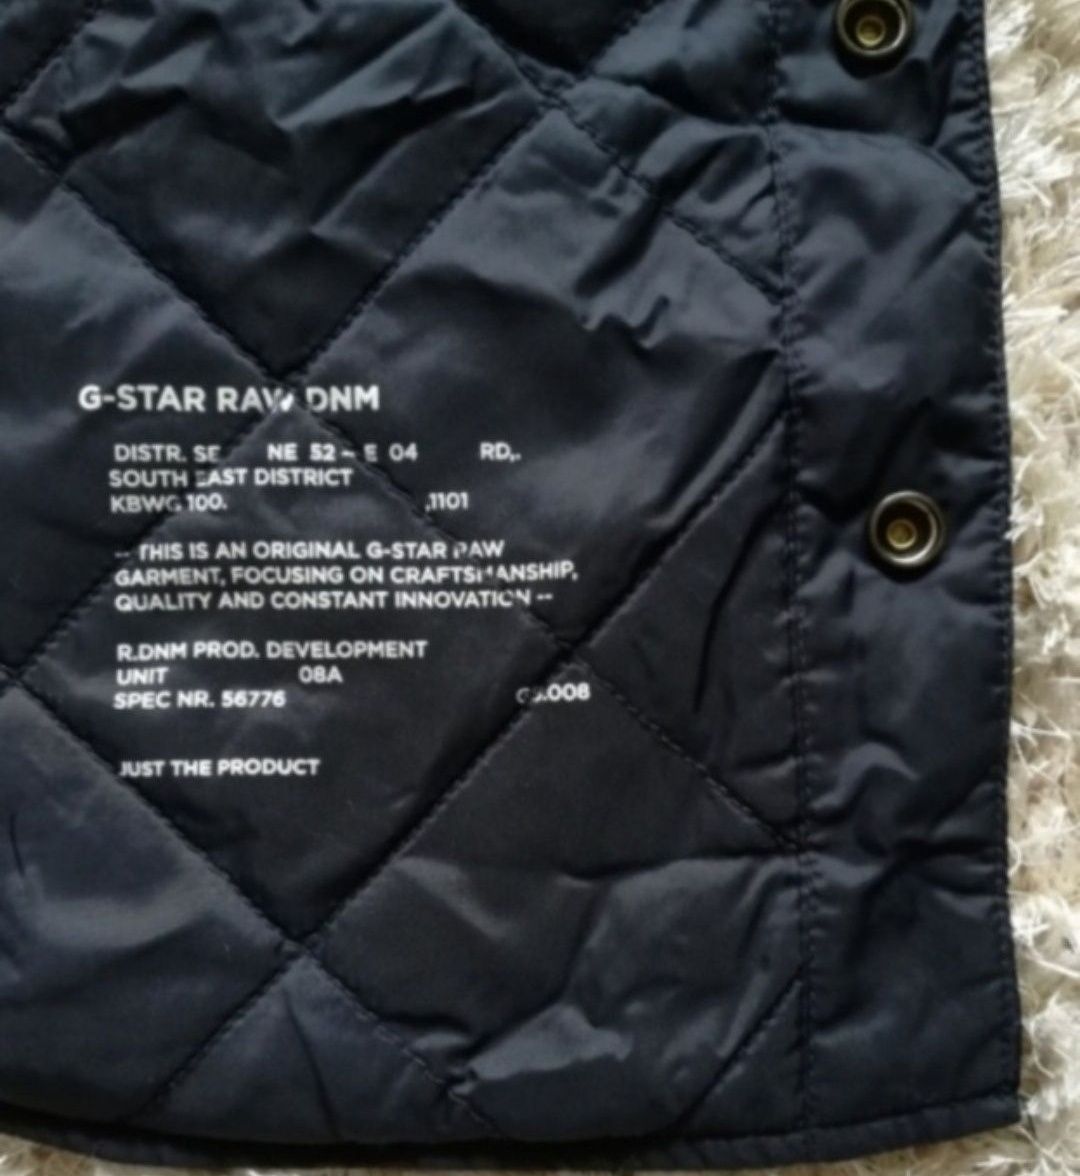 G-STAR RAW DNM
DISTR. SE NE 52 - E 04 RD,.
SOUTH EAST DISTRICT
KBWG 100. .1101
-- THIS IS AN ORIGINAL G-STAR RAW
GARMENT, FOCUSING ON CRAFTSMANSHIP,
QUALITY AND CONSTANT INNOVATION --
R.DNM PROD. DEVELOPMENT
UNIT 08A
SPEC NR. 56776
JUST THE PRODUCT